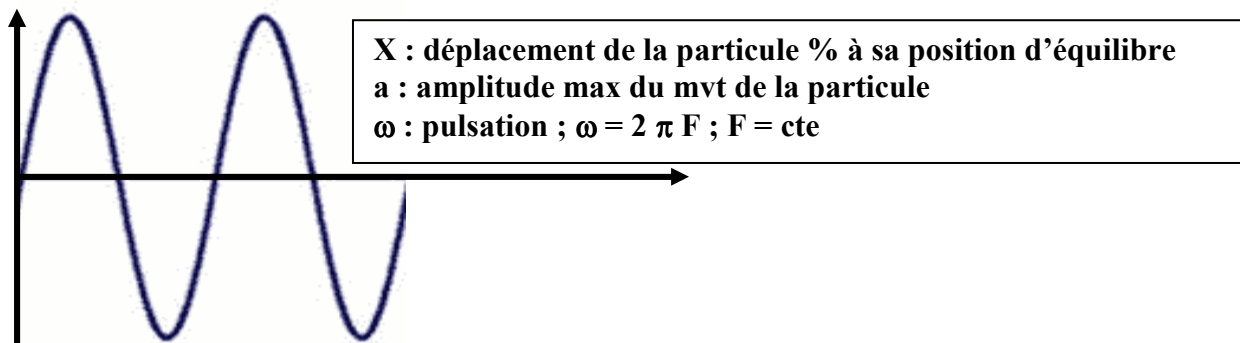 X : déplacement de la particule % à sa position d’équilibre
a : amplitude max du mvt de la particule
ω : pulsation ; ω = 2 π F ; F = cte